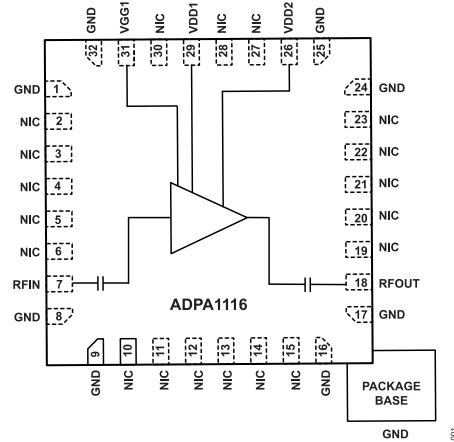 GND VGG1 NIC VDD1 NIC NIC VDD2 GND
32 31 30 29 28 27 26 25
GND 1
NIC 2
NIC 3
NIC 4
NIC 5
NIC 6
RFIN 7
GND 8
24 GND
23 NIC
22 NIC
21 NIC
20 NIC
19 NIC
18 RFOUT
17 GND
ADPA1116
9 10 11 12 13 14 15 16
GND NIC NIC NIC NIC NIC NIC GND
PACKAGE
BASE
GND